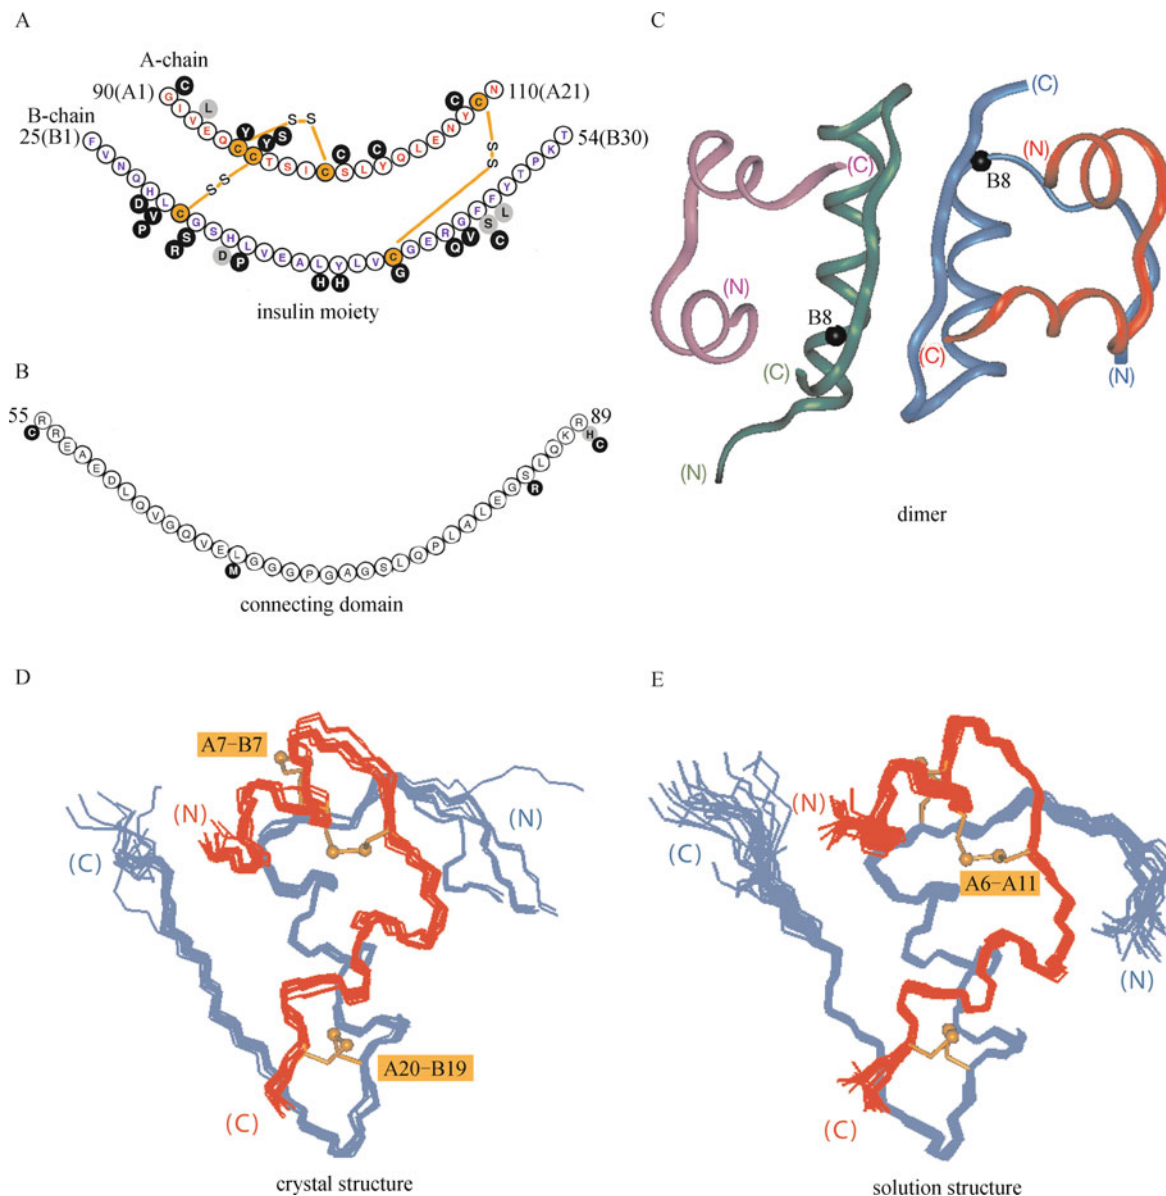 A
A-chain
90(A1)
C
G I V E Q C C T S I C S L Y Q L E N Y C N
L
Y Y S
C C C
S S
110(A21)
B-chain
25(B1)
54(B30)
F V N Q H L C G S H L V E A L Y L V C G E R G F F Y T P K T
S S
S S
D V
P
S
R
D P
H H
G
Q V S L
C
insulin moiety
B
55
89
R R E A E D L Q V G Q V E L G G G P G A G S L Q P L A L E G S L Q K R
C
M
R
H
C
connecting domain
C
(C)
(N)
B8
(C)
(N)
B8
(C)
(C)
(N)
(N)
dimer
D
A7–B7
(N)
(N)
(C)
A20–B19
(C)
crystal structure
E
(N)
(C)
A6–A11
(N)
(C)
solution structure